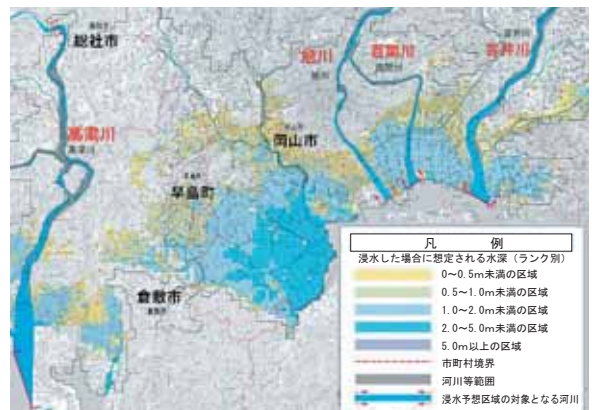 総社市
旭川
百間川
吉井川
高梁川
高梁川
岡山市
早島町
倉敷市
凡 例
浸水した場合に想定される水深（ランク別）
0～0.5m未満の区域
0.5～1.0m未満の区域
1.0～2.0m未満の区域
2.0～5.0m未満の区域
5.0m以上の区域
市町村境界
河川等範囲
浸水予想区域の対象となる河川